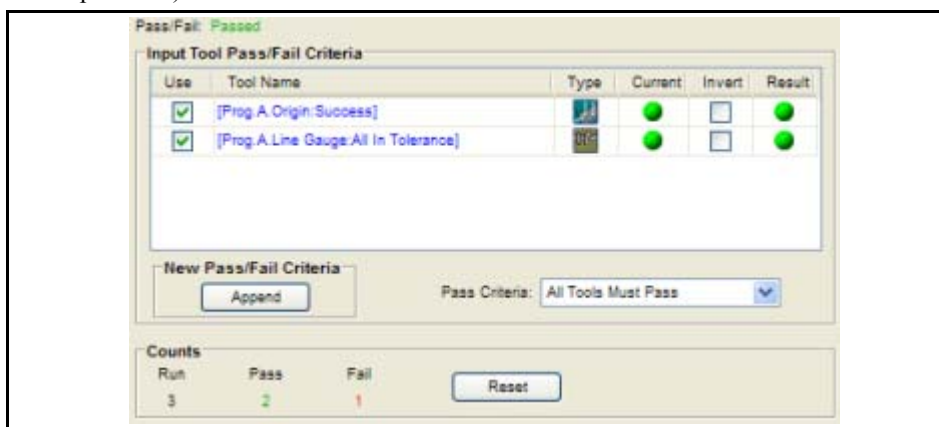 Pass/Fail: Passed
Input Tool Pass/Fail Criteria
Use Tool Name Type Current Invert Result
[Prog.A.Origin:Success]
[Prog.A.Line Gauge:All In Tolerance]
New Pass/Fail Criteria
Append
Pass Criteria: All Tools Must Pass
Counts
Run Pass Fail
Reset
3 2 1